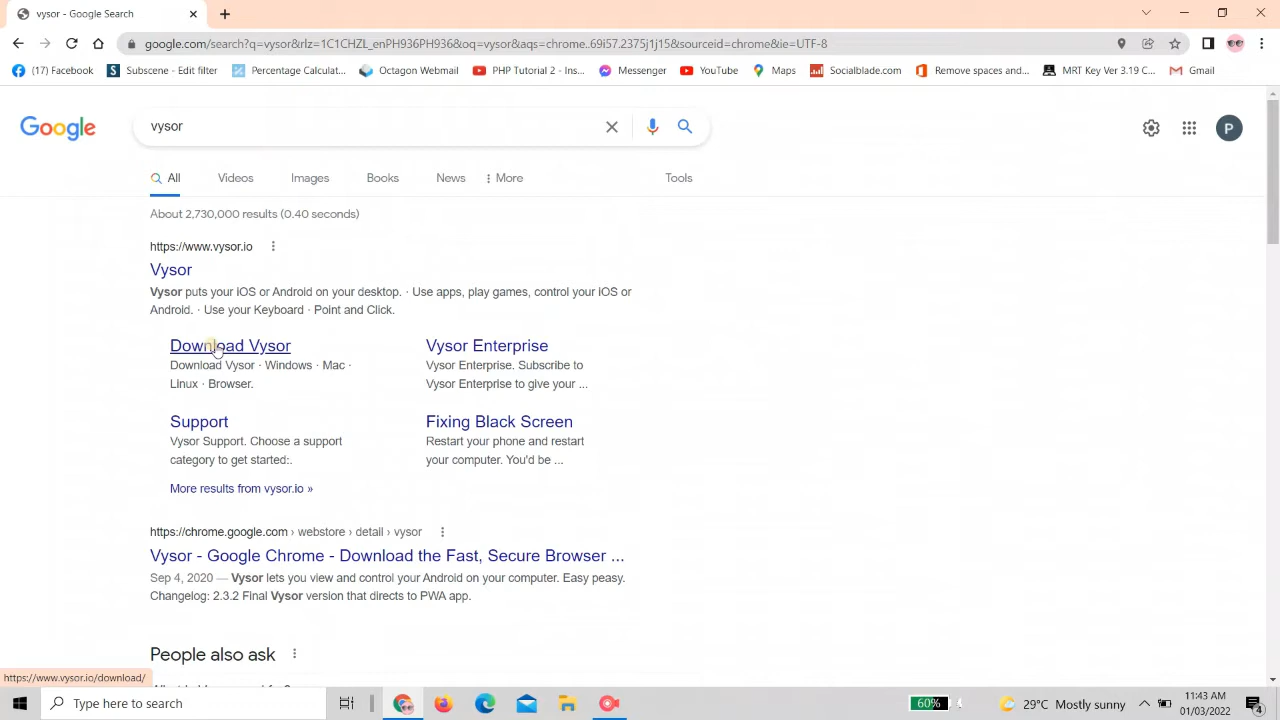 vysor - Google Search
google.com/search?q=vysor&rlz=1C1CHZL_enPH936PH936&oq=vysor&aqs=chrome..69i57.2375j1j15&sourceid=chrome&ie=UTF-8
(17) Facebook
Subscene - Edit filter
Percentage Calculat...
Octagon Webmail
PHP Tutorial 2 - Ins...
Messenger
YouTube
Maps
Socialblade.com
Remove spaces and...
MRT Key Ver 3.19 C...
Gmail
Google
vysor
P
All
Videos
Images
Books
News
More
Tools
About 2,730,000 results (0.40 seconds)
https://www.vysor.io
Vysor
Vysor puts your iOS or Android on your desktop. · Use apps, play games, control your iOS or
Android. · Use your Keyboard · Point and Click.
Download Vysor
Download Vysor · Windows · Mac ·
Linux · Browser.
Vysor Enterprise
Vysor Enterprise. Subscribe to
Vysor Enterprise to give your ...
Support
Vysor Support. Choose a support
category to get started:.
Fixing Black Screen
Restart your phone and restart
your computer. You'd be ...
More results from vysor.io »
https://chrome.google.com › webstore › detail › vysor
Vysor - Google Chrome - Download the Fast, Secure Browser ...
Sep 4, 2020 — Vysor lets you view and control your Android on your computer. Easy peasy.
Changelog: 2.3.2 Final Vysor version that directs to PWA app.
People also ask
https://www.vysor.io/download/
Type here to search
60%
29°C Mostly sunny
11:43 AM
01/03/2022
4